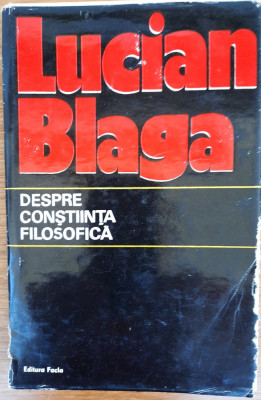 Lucian
Blaga
DESPRE
CONȘTIINȚA
FILOSOFICĂ
Editura Facla